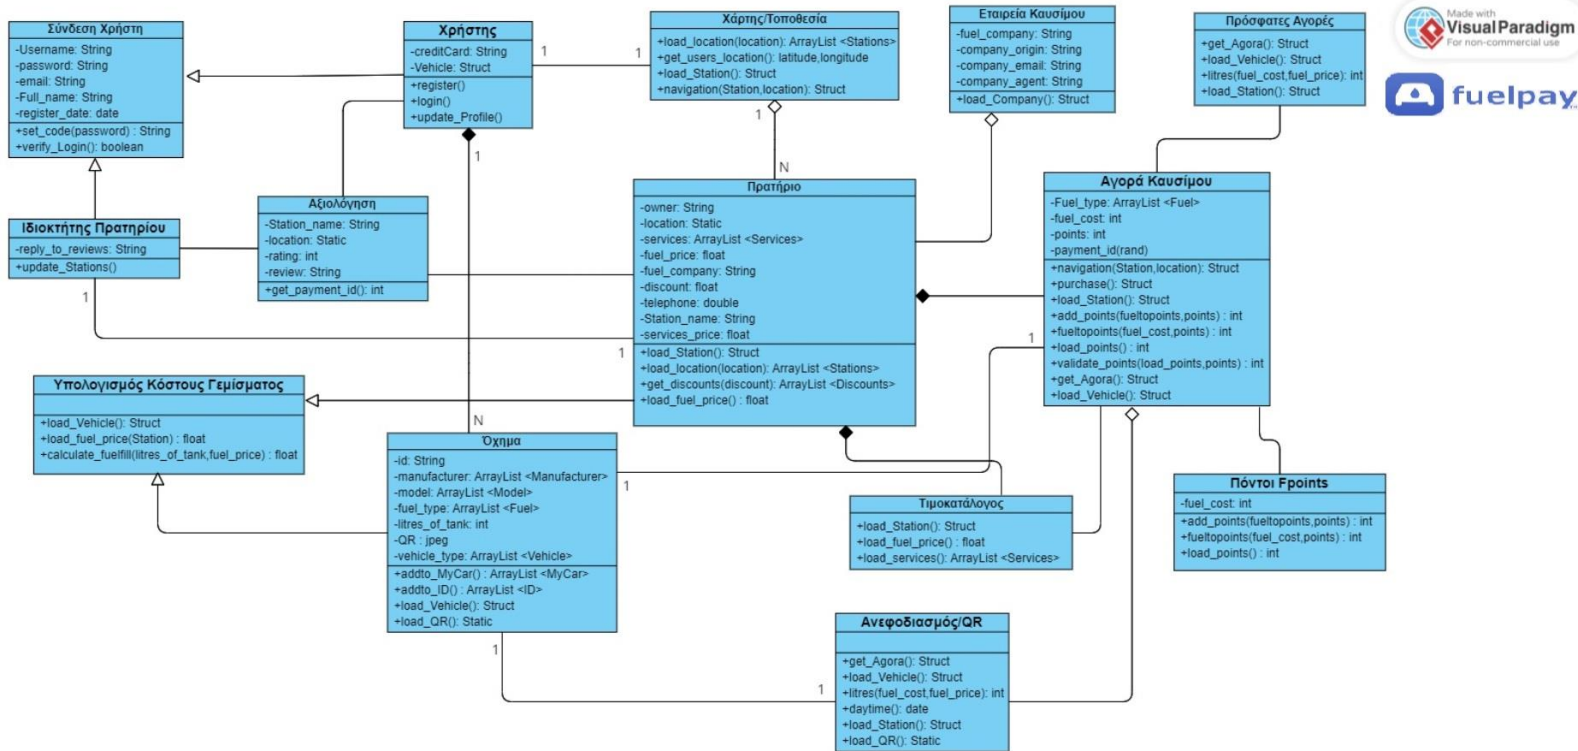 Σύνδεση Χρήστη
-Username: String
-password: String
-email: String
-Full_name: String
-register_date: date
+set_code(password) : String
+verify_Login(): boolean
Χρήστης
-creditCard: String
-Vehicle: Struct
+register()
+login()
+update_Profile()
1
1
1
Χάρτης/Τοποθεσία
+load_location(location): ArrayList <Stations>
+get_users_location(): latitude,longitude
+load_Station(): Struct
+navigation(Station,location): Struct
1
N
Εταιρεία Καυσίμου
-fuel_company: String
-company_origin: String
-company_email: String
-company_agent: String
+load_Company(): Struct
Πρόσφατες Αγορές
+get_Agora(): Struct
+load_Vehicle(): Struct
+litres(fuel_cost,fuel_price): int
+load_Station(): Struct
Made with
Visual Paradigm
For non-commercial use
fuelpay
Ιδιοκτήτης Πρατηρίου
-reply_to_reviews: String
+update_Stations()
1
Αξιολόγηση
-Station_name: String
-location: Static
-rating: int
-review: String
+get_payment_id(): int
Πρατήριο
-owner: String
-location: Static
-services: ArrayList <Services>
-fuel_price: float
-fuel_company: String
-discount: float
-telephone: double
-Station_name: String
-services_price: float
+load_Station(): Struct
+load_location(location): ArrayList <Stations>
+get_discounts(discount): ArrayList <Discounts>
+load_fuel_price() : float
1
Αγορά Καυσίμου
-Fuel_type: ArrayList <Fuel>
-fuel_cost: int
-points: int
-payment_id(rand)
+navigation(Station,location): Struct
+purchase(): Struct
+load_Station(): Struct
+add_points(fueltopoints,points) : int
+fueltopoints(fuel_cost,points) : int
+load_points() : int
+validate_points(load_points,points) : int
+get_Agora(): Struct
+load_Vehicle(): Struct
1
Υπολογισμός Κόστους Γεμίσματος
+load_Vehicle(): Struct
+load_fuel_price(Station) : float
+calculate_fuelfill(litres_of_tank,fuel_price) : float
N
Όχημα
-id: String
-manufacturer: ArrayList <Manufacturer>
-model: ArrayList <Model>
-fuel_type: ArrayList <Fuel>
-litres_of_tank: int
-QR : jpeg
-vehicle_type: ArrayList <Vehicle>
+addto_MyCar() : ArrayList <MyCar>
+addto_ID() : ArrayList <ID>
+load_Vehicle(): Struct
+load_QR(): Static
1
1
Τιμοκατάλογος
+load_Station(): Struct
+load_fuel_price() : float
+load_services(): ArrayList <Services>
Πόντοι Fpoints
-fuel_cost: int
+add_points(fueltopoints,points) : int
+fueltopoints(fuel_cost,points) : int
+load_points() : int
1
Ανεφοδιασμός/QR
+get_Agora(): Struct
+load_Vehicle(): Struct
+litres(fuel_cost,fuel_price): int
+daytime(): date
+load_Station(): Struct
+load_QR(): Static